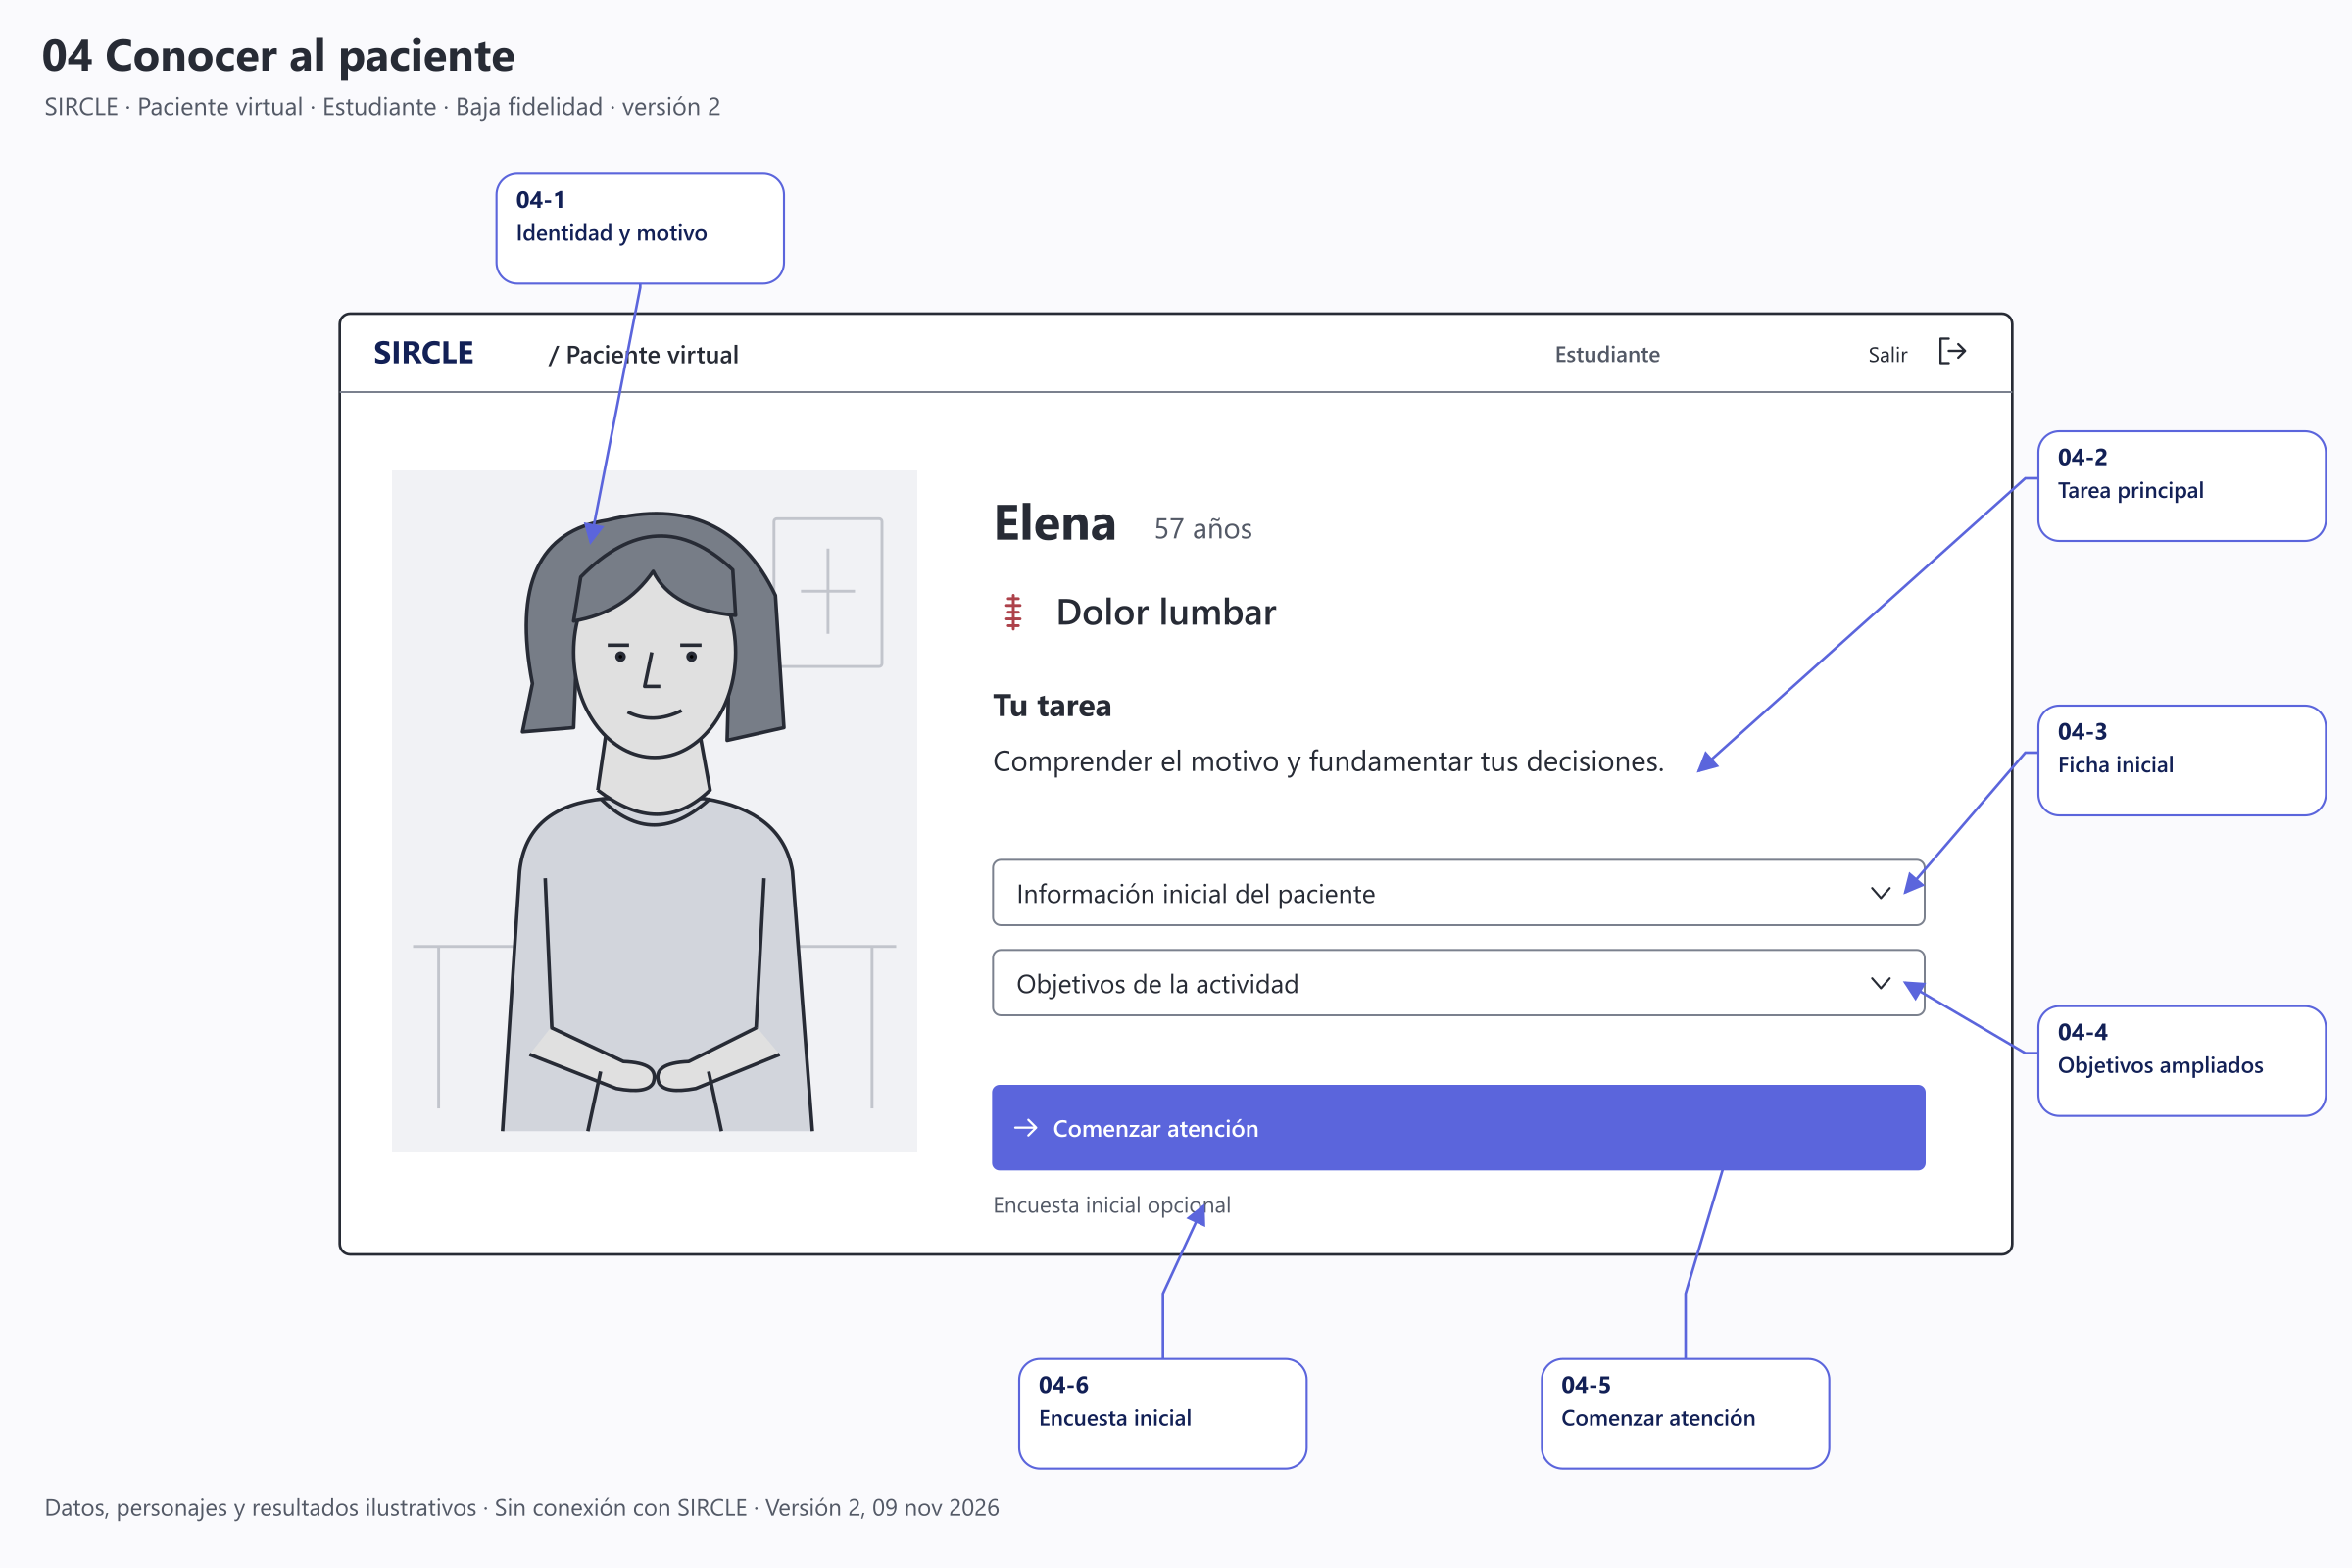 04 Conocer al paciente
SIRCLE · Paciente virtual · Estudiante · Baja fidelidad · versión 2
04-1
Identidad y motivo
SIRCLE / Paciente virtual Estudiante Salir
04-2
Tarea principal
Elena 57 años
Dolor lumbar
Tu tarea
Comprender el motivo y fundamentar tus decisiones.
04-3
Ficha inicial
Información inicial del paciente
Objetivos de la actividad
04-4
Objetivos ampliados
Comenzar atención
Encuesta inicial opcional
04-6
Encuesta inicial
04-5
Comenzar atención
Datos, personajes y resultados ilustrativos · Sin conexión con SIRCLE · Versión 2, 09 nov 2026